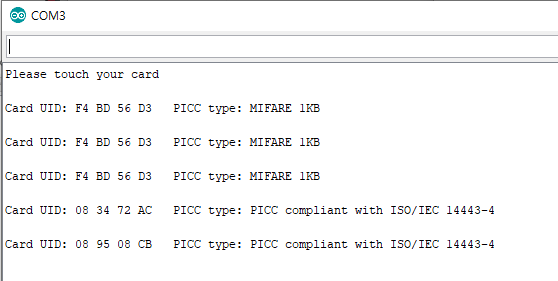 COM3
Please touch your card
Card UID: F4 BD 56 D3   PICC type: MIFARE 1KB
Card UID: F4 BD 56 D3   PICC type: MIFARE 1KB
Card UID: F4 BD 56 D3   PICC type: MIFARE 1KB
Card UID: 08 34 72 AC   PICC type: PICC compliant with ISO/IEC 14443-4
Card UID: 08 95 08 CB   PICC type: PICC compliant with ISO/IEC 14443-4